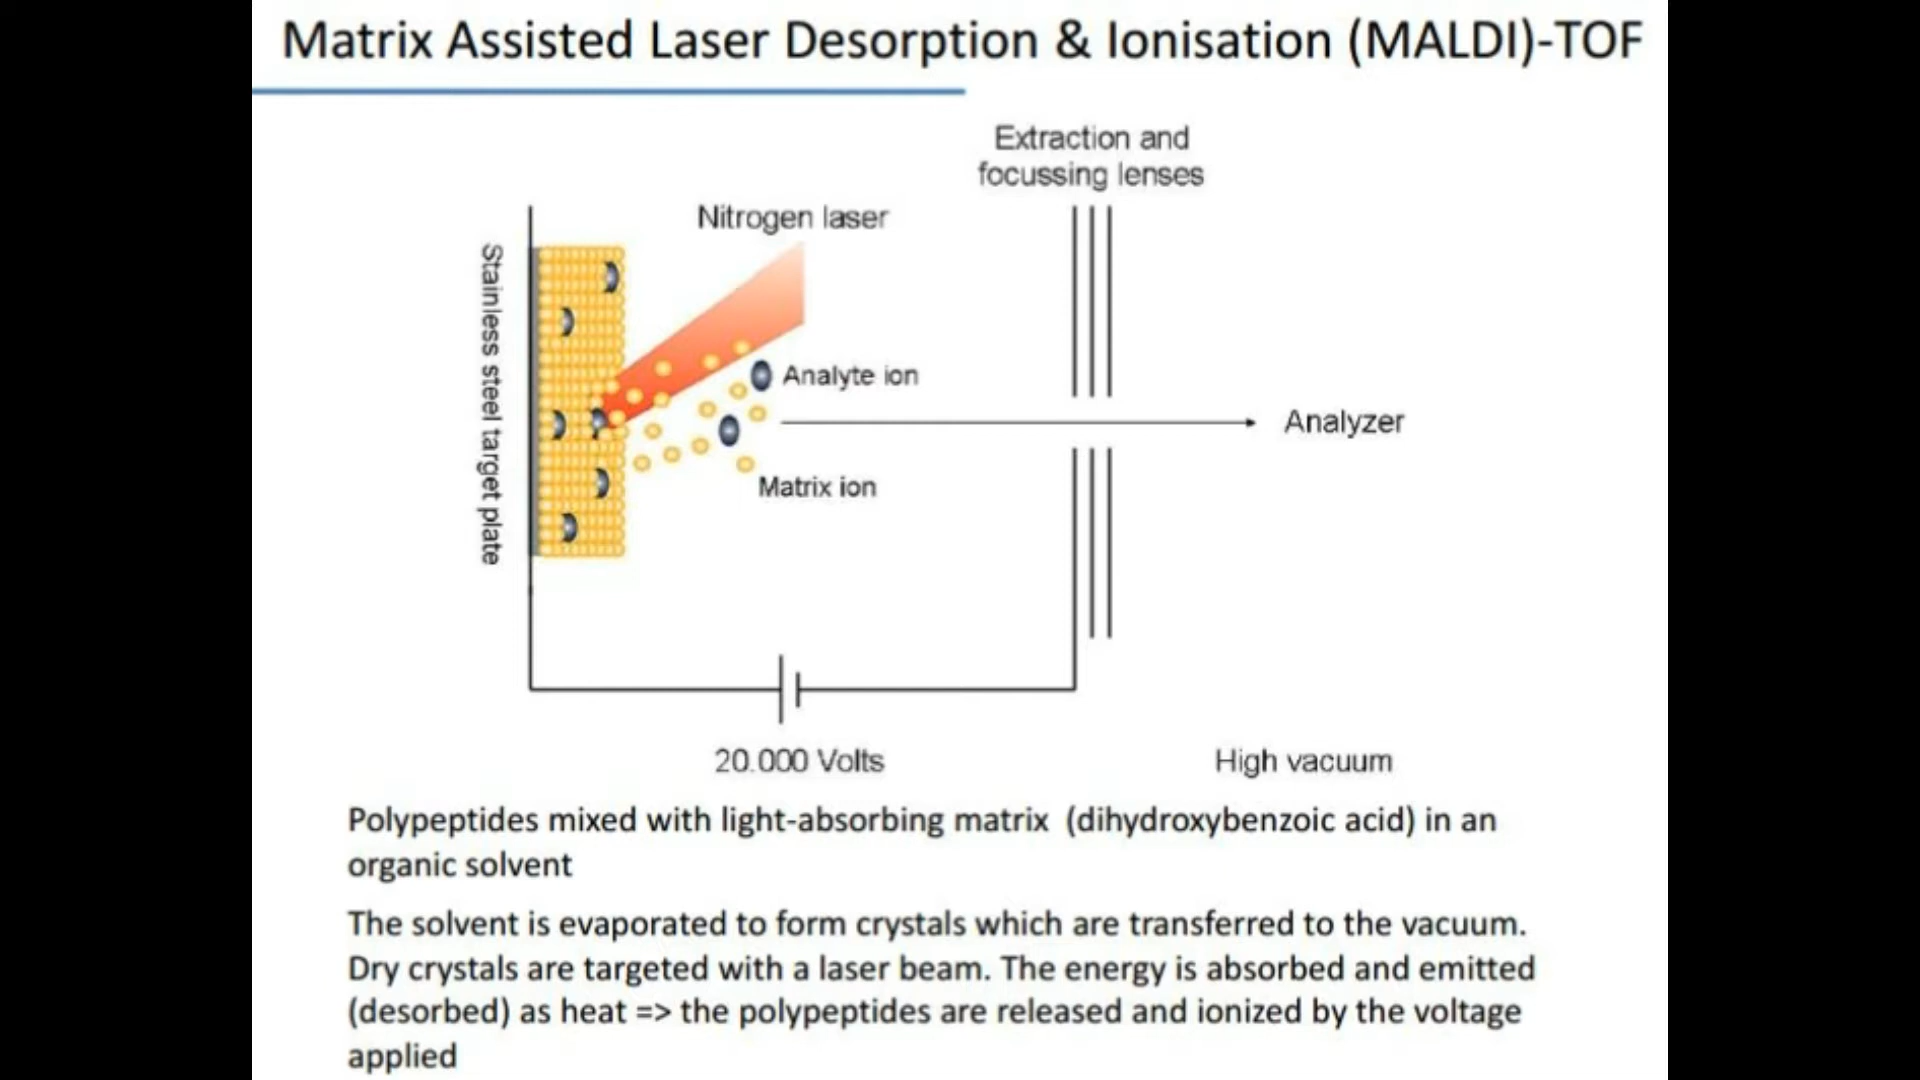 Matrix Assisted Laser Desorption & Ionisation (MALDI)-TOF
Extraction and
focussing lenses
Nitrogen laser
Stainless steel target plate
Analyte ion
Analyzer
Matrix ion
20.000 Volts
High vacuum
Polypeptides mixed with light-absorbing matrix (dihydroxybenzoic acid) in an
organic solvent
The solvent is evaporated to form crystals which are transferred to the vacuum.
Dry crystals are targeted with a laser beam. The energy is absorbed and emitted
(desorbed) as heat => the polypeptides are released and ionized by the voltage
applied